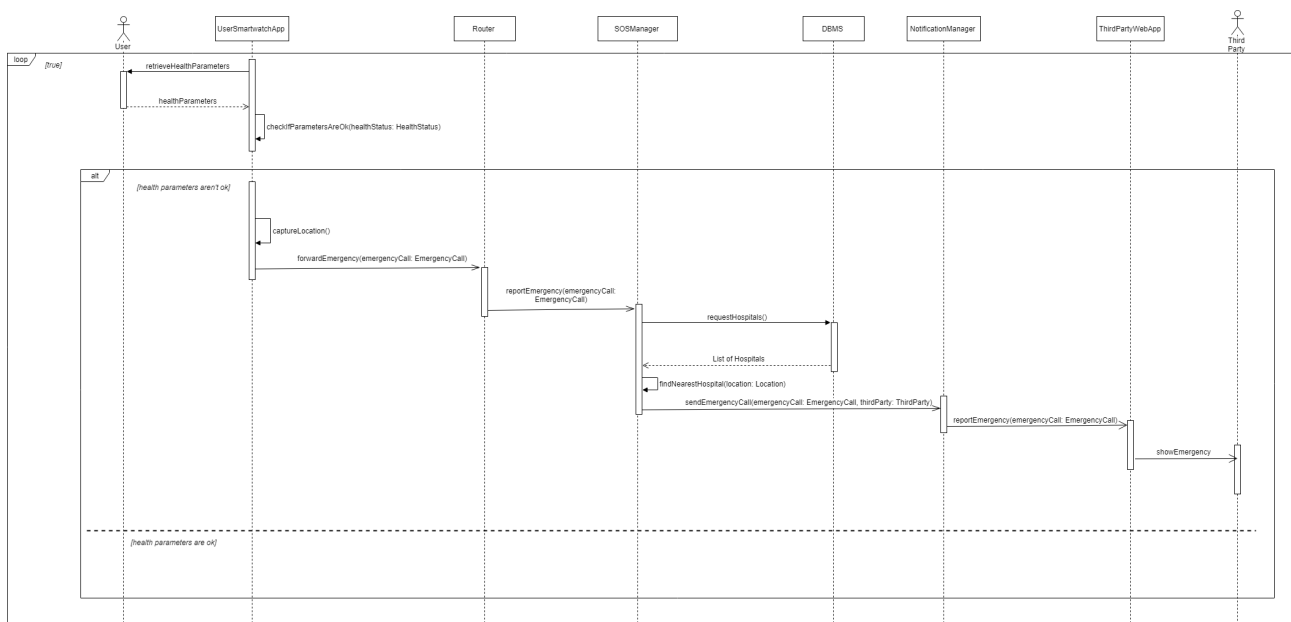 User
UserSmartwatchApp
Router
SOSManager
DBMS
NotificationManager
ThirdPartyWebApp
Third
Party
loop
[true]
retrieveHealthParameters
healthParameters
checkIfParametersAreOk(healthStatus: HealthStatus)
alt
[health parameters aren't ok]
captureLocation()
forwardEmergency(emergencyCall: EmergencyCall)
reportEmergency(emergencyCall:
EmergencyCall)
requestHospitals()
List of Hospitals
findNearestHospital(location: Location)
sendEmergencyCall(emergencyCall: EmergencyCall, thirdParty: ThirdParty)
reportEmergency(emergencyCall: EmergencyCall)
showEmergency
[health parameters are ok]